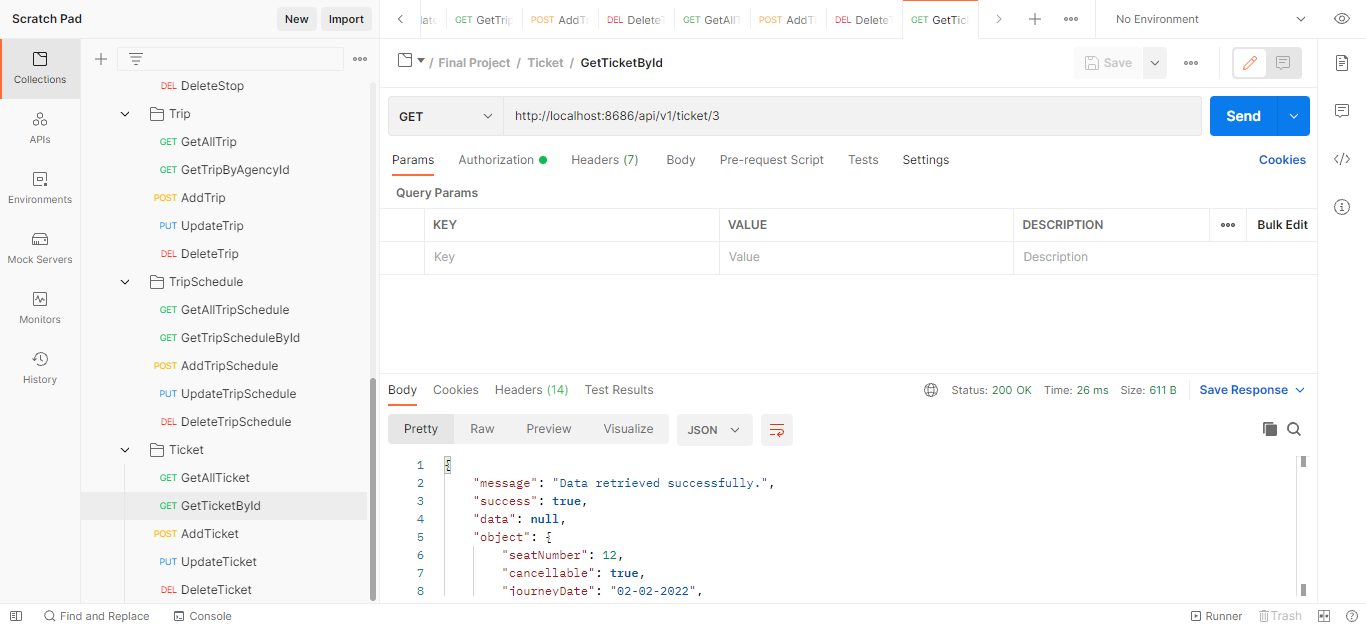 Scratch Pad
New
Import
GetTrip
POST AddT
DEL Delete
GET GetAllT
POST AddT
DEL Delete
GET GetTic
No Environment
Collections
APIs
Environments
Mock Servers
Monitors
History
DEL DeleteStop
Trip
GET GetAllTrip
GET GetTripByAgencyId
POST AddTrip
PUT UpdateTrip
DEL DeleteTrip
TripSchedule
GET GetAllTripSchedule
GET GetTripScheduleById
POST AddTripSchedule
PUT UpdateTripSchedule
DEL DeleteTripSchedule
Ticket
GET GetAllTicket
GET GetTicketById
POST AddTicket
PUT UpdateTicket
DEL DeleteTicket
/ Final Project / Ticket / GetTicketById
Save
GET
http://localhost:8686/api/v1/ticket/3
Send
Params Authorization Headers (7) Body Pre-request Script Tests Settings Cookies
Query Params
KEY VALUE DESCRIPTION Bulk Edit
Key Value Description
Body Cookies Headers (14) Test Results Status: 200 OK Time: 26 ms Size: 611 B Save Response
Pretty Raw Preview Visualize JSON
1 {
2 "message": "Data retrieved successfully.",
3 "success": true,
4 "data": null,
5 "object": {
6 "seatNumber": 12,
7 "cancellable": true,
8 "journeyDate": "02-02-2022",
Find and Replace Console Runner Trash